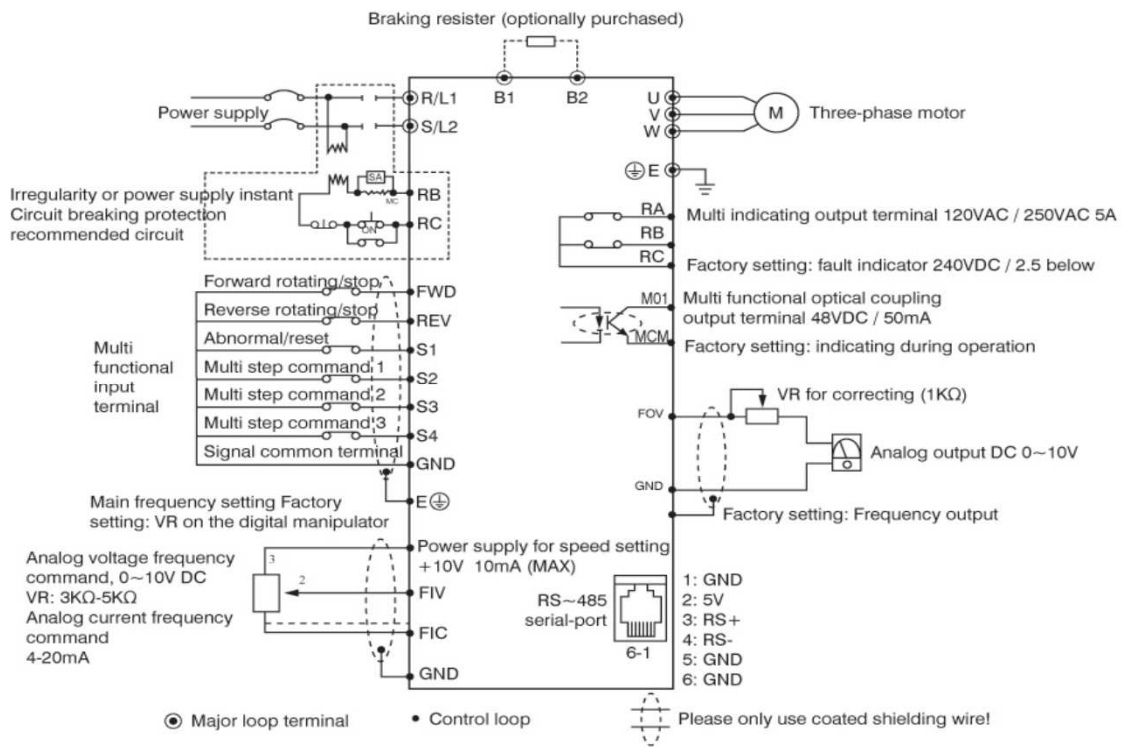 Braking resister (optionally purchased)
B1
B2
Power supply
R/L1
S/L2
U
V
W
M
Three-phase motor
E
Irregularity or power supply instant
Circuit breaking protection
recommended circuit
SA
MC
ON
RB
RC
RA
RB
RC
Multi indicating output terminal 120VAC / 250VAC 5A
Factory setting: fault indicator 240VDC / 2.5 below
Multi
functional
input
terminal
Forward rotating/stop
FWD
Reverse rotating/stop
REV
Abnormal/reset
S1
Multi step command 1
S2
Multi step command 2
S3
Multi step command 3
S4
Signal common terminal
GND
E
M01
MCM
Multi functional optical coupling
output terminal 48VDC / 50mA
Factory setting: indicating during operation
FOV
GND
VR for correcting (1KΩ)
Analog output DC 0~10V
Factory setting: Frequency output
Main frequency setting Factory
setting: VR on the digital manipulator
Analog voltage frequency
command, 0~10V DC
VR: 3KΩ-5KΩ
Analog current frequency
command
4-20mA
3
2
Power supply for speed setting
+10V 10mA (MAX)
FIV
FIC
GND
RS~485
serial-port
6-1
1: GND
2: 5V
3: RS+
4: RS-
5: GND
6: GND
Major loop terminal
Control loop
Please only use coated shielding wire!